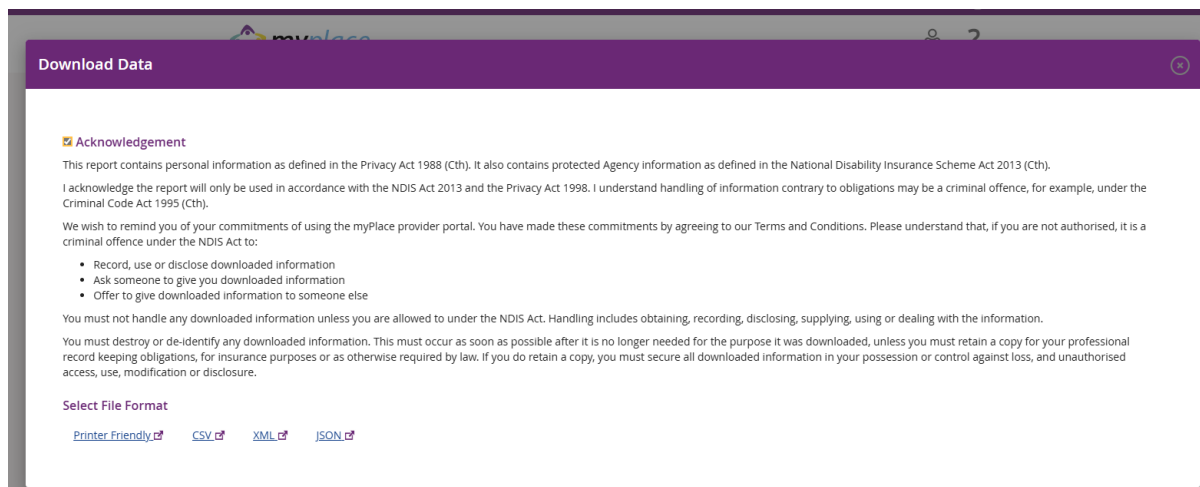 myplace
?
Download Data
Acknowledgement
This report contains personal information as defined in the Privacy Act 1988 (Cth). It also contains protected Agency information as defined in the National Disability Insurance Scheme Act 2013 (Cth).
I acknowledge the report will only be used in accordance with the NDIS Act 2013 and the Privacy Act 1998. I understand handling of information contrary to obligations may be a criminal offence, for example, under the
Criminal Code Act 1995 (Cth).
We wish to remind you of your commitments of using the myPlace provider portal. You have made these commitments by agreeing to our Terms and Conditions. Please understand that, if you are not authorised, it is a
criminal offence under the NDIS Act to:
• Record, use or disclose downloaded information
• Ask someone to give you downloaded information
• Offer to give downloaded information to someone else
You must not handle any downloaded information unless you are allowed to under the NDIS Act. Handling includes obtaining, recording, disclosing, supplying, using or dealing with the information.
You must destroy or de-identify any downloaded information. This must occur as soon as possible after it is no longer needed for the purpose it was downloaded, unless you must retain a copy for your professional
record keeping obligations, for insurance purposes or as otherwise required by law. If you do retain a copy, you must secure all downloaded information in your possession or control against loss, and unauthorised
access, use, modification or disclosure.
Select File Format
Printer Friendly CSV XML JSON